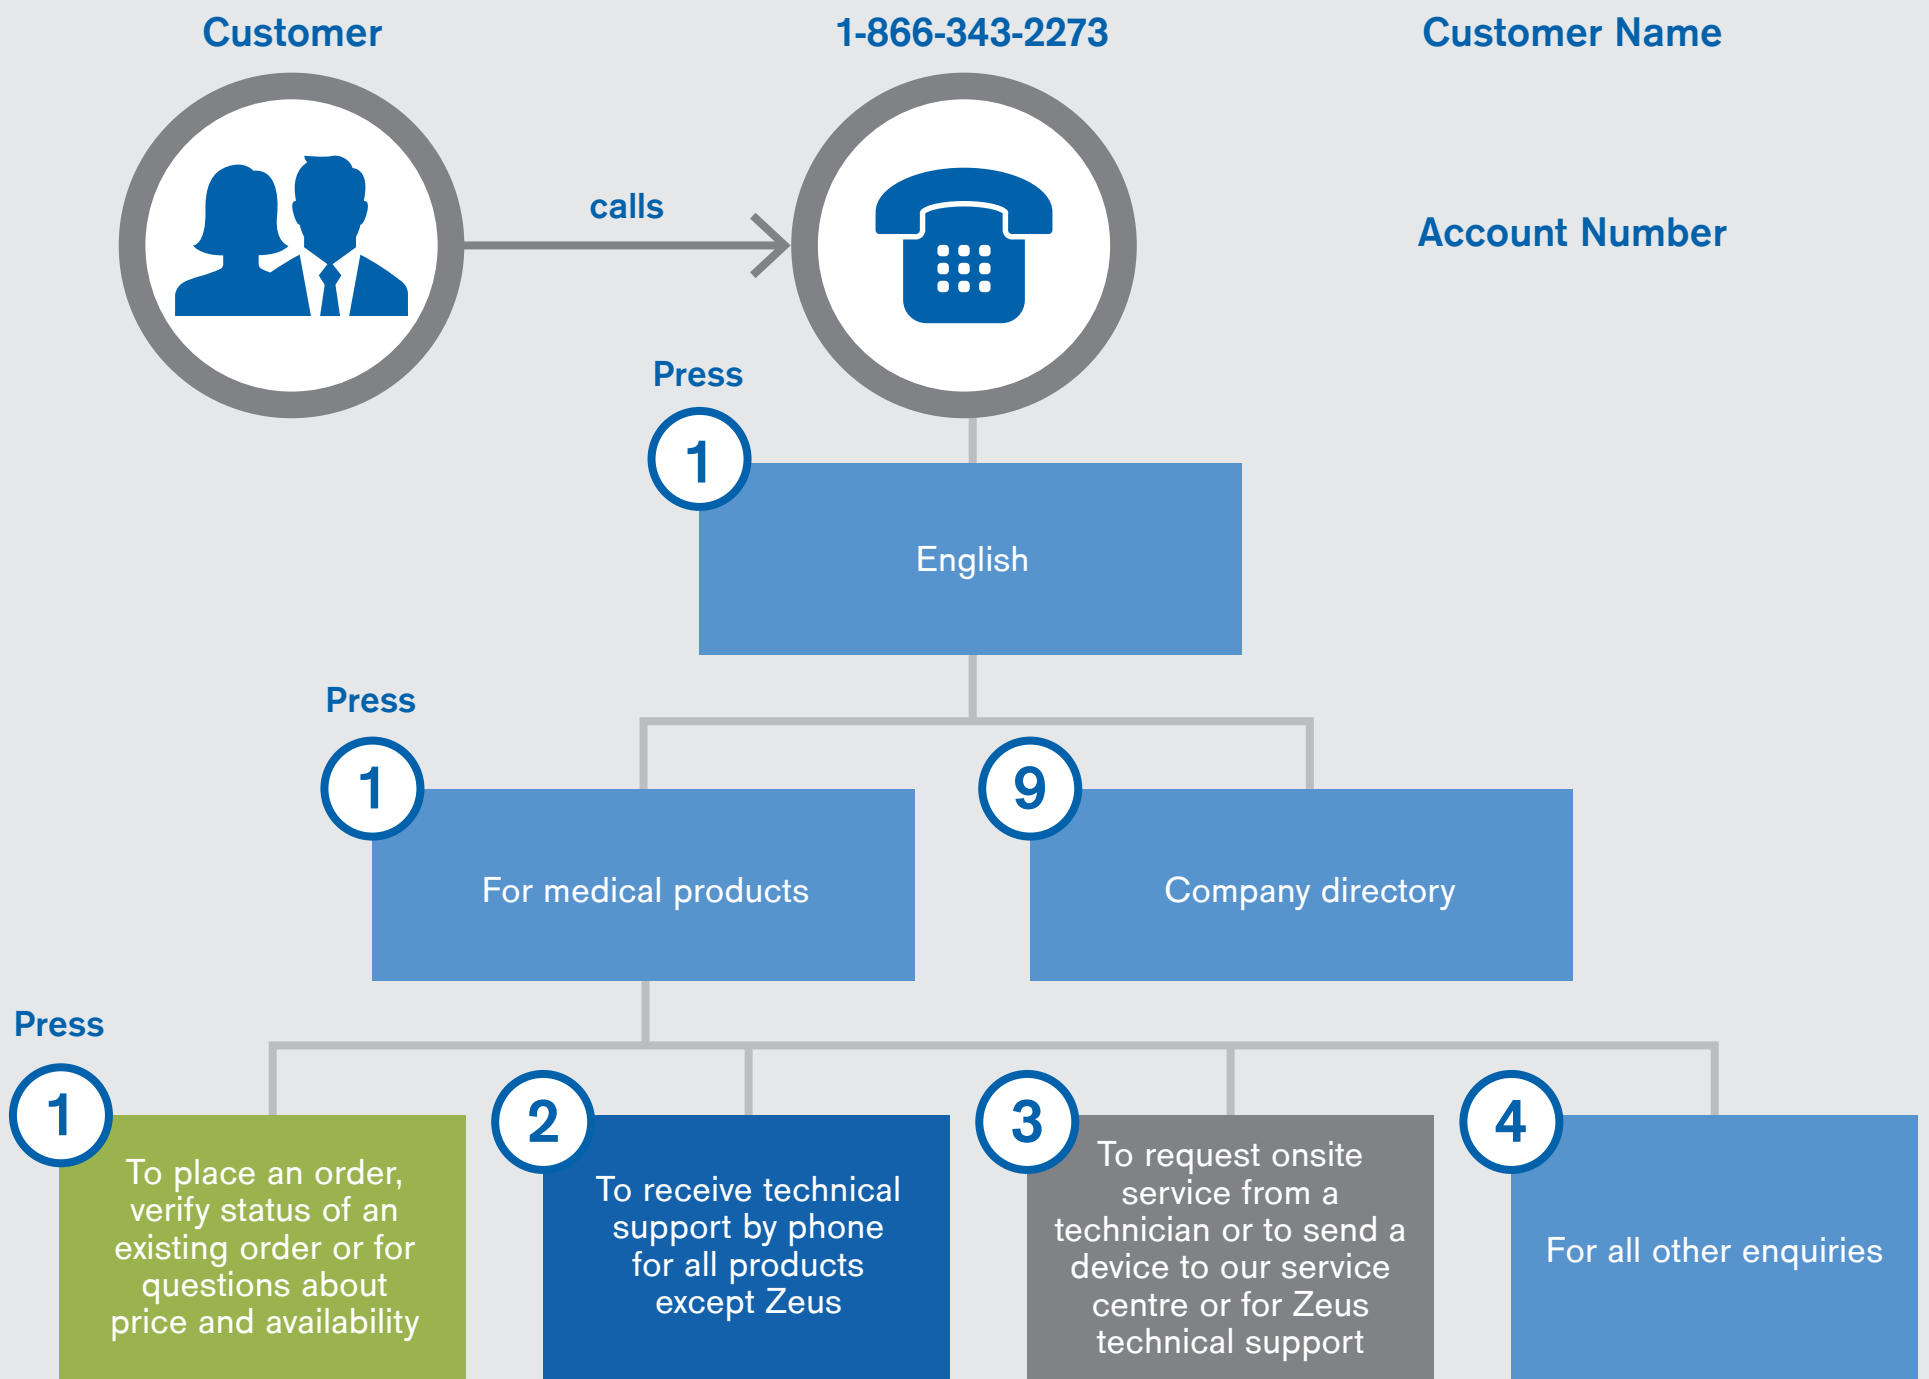 Customer
1-866-343-2273
Customer Name
calls
Account Number
Press
1
English
Press
1
For medical products
9
Company directory
Press
1
To place an order,
verify status of an
existing order or for
questions about
price and availability
2
To receive technical
support by phone
for all products
except Zeus
3
To request onsite
service from a
technician or to send a
device to our service
centre or for Zeus
technical support
4
For all other enquiries